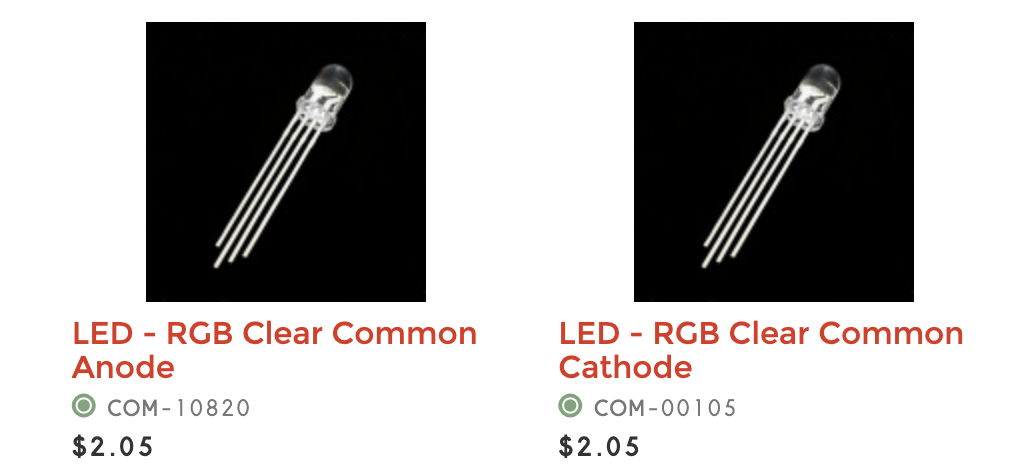 LED - RGB Clear Common
Anode
COM-10820
$2.05
LED - RGB Clear Common
Cathode
COM-00105
$2.05